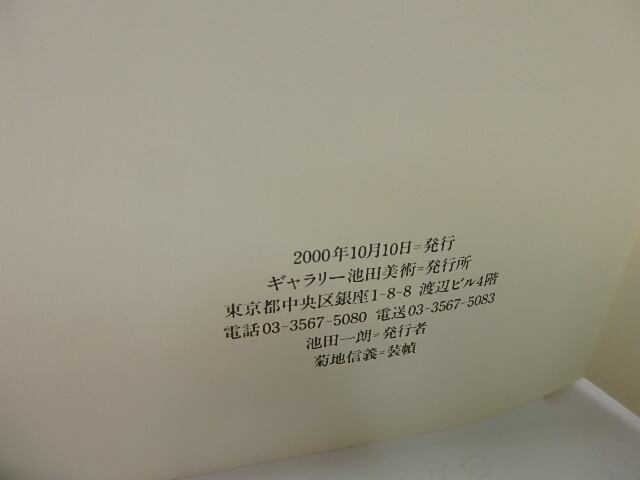 2000年10月10日=発行
ギャラリー池田美術=発行所
東京都中央区銀座1-8-8 渡辺ビル4階
電話03-3567-5080 電送03-3567-5083
池田一朗=発行者
菊地信義=装幀